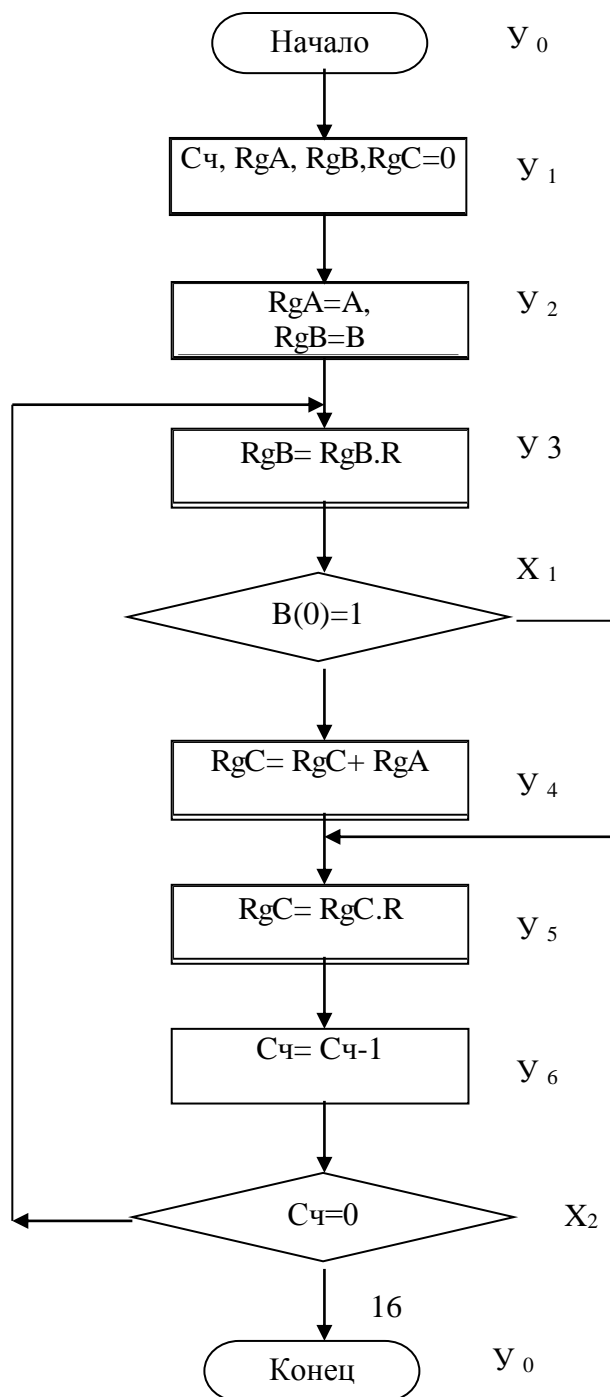 Начало У 0
Сч, RgA, RgB,RgC=0 У 1
RgA=A, У 2
RgB=B
RgB= RgB.R У 3
X 1
B(0)=1
RgC= RgC+ RgA У 4
RgC= RgC.R У 5
Сч= Сч-1 У 6
Сч=0 X2
16
Конец У 0